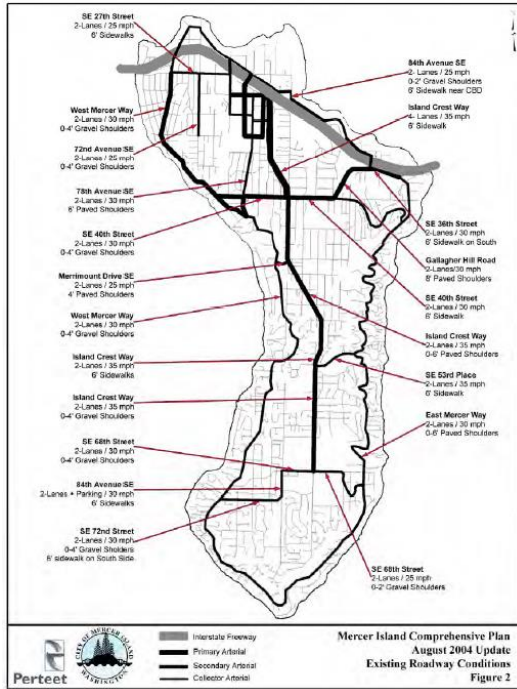 SE 27th Street
2-Lanes / 25 mph
6' Sidewalks
West Mercer Way
2-Lanes / 30 mph
0-4' Gravel Shoulders
72nd Avenue SE
2-Lans / 25 mph
0-4' Gravel Shoulders
78th Avenue SE
2-Lans / 25 mph
6' Paved Shoulders
SE 40th Street
2-Lanes / 30 mph
0-4' Gravel Shoulders
Merrimount Drive SE
2-Lanes / 25 mph
4' Paved Shoulders
West Mercer Way
2-Lanes / 30 mph
0-4' Gravel Shoulders
Island Crest Way
2-Lanes / 35 mph
6' Sidewalks
Island Crest Way
2-Lanes / 35 mph
0-4' Gravel Shoulders
SE 68th Street
2-Lanes / 30 mph
0-4' Gravel Shoulders
84th Avenue SE
2-Lanes + Parking / 30 mph
6' Sidewalks
SE 72nd Street
2-Lanes / 30 mph
0-4' Gravel Sholders
6' sidewalk on South Side
84th Avenue SE
2- Lanes / 25 mph
0-2' Gravel Shoulders
6' Sidewalk near CBD
Island Crest Way
4- Lanes / 35 mph
6' Sidewalk
SE 36th Street
2-Lanes / 30 mph
6' Sidewalk on South
Gallagher Hill Road
2-Lanes/30 mph
8' Paved Shoulders
SE 40th Street
2-Lanes / 30 mph
6' Sidewalk
Island Crest Way
2-Lanes / 35 mph
0-6' Paved Shoulders
SE 53rd Place
2-Lanes / 35 mph
6' Sidewalk
East Mercer Way
2-Lanes / 30 mph
0-6' Paved Shoulders
SE 68th Street
2-Lanes / 25 mph
0-2' Gravel Shoulders
Perteet
CITY OF MERCER ISLAND
WASHINGTON
Interstate Freeway
Primary Arterial
Secondary Arterial
Collector Arterial
Mercer Island Comprehensive Plan
August 2004 Update
Existing Roadway Conditions
Figure 2